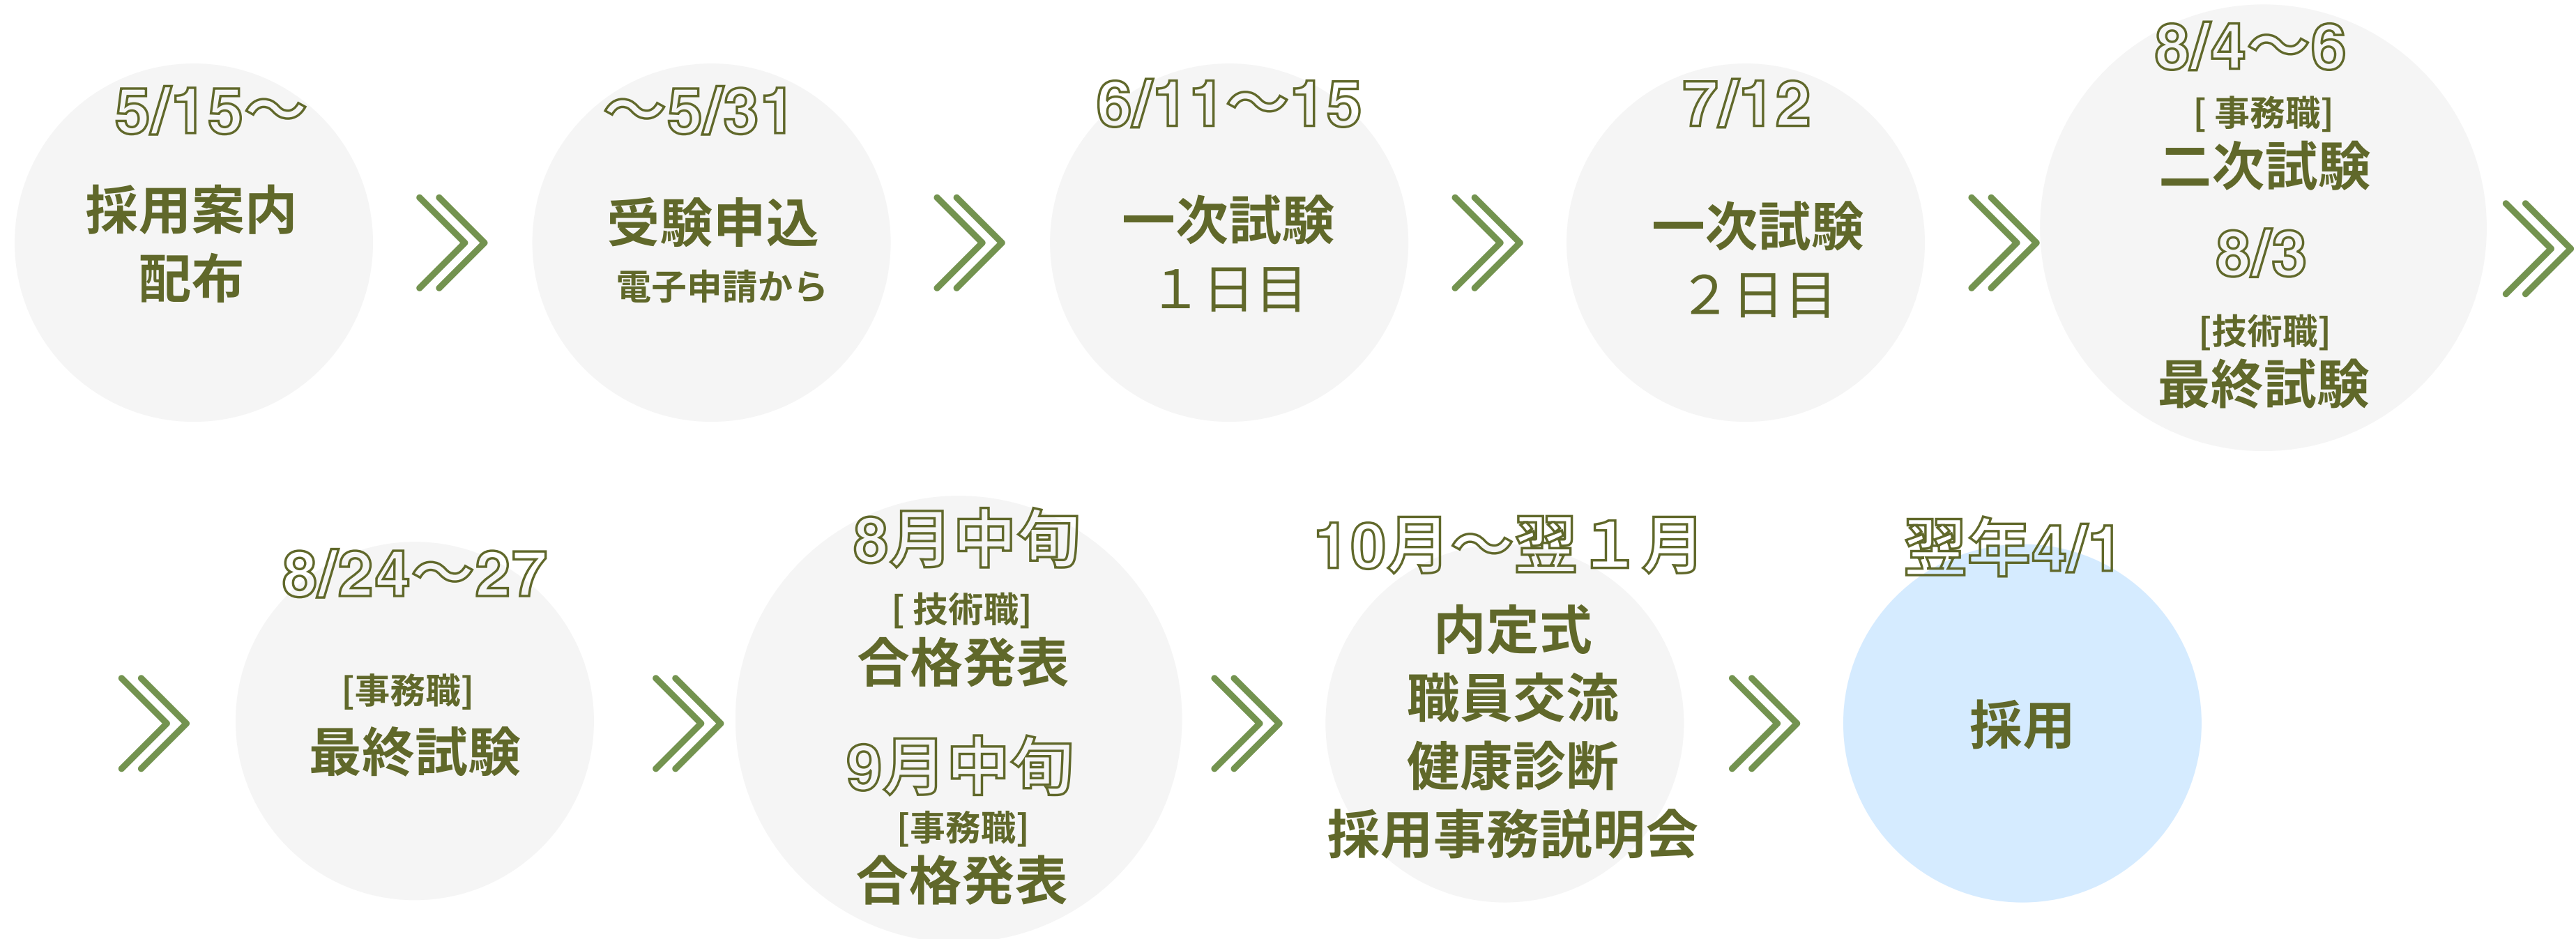 5/15～
採用案内
配布
～5/31
受験申込
電子申請から
6/11～15
一次試験
１日目
7/12
一次試験
２日目
8/4～6
[ 事務職]
二次試験
8/3
[技術職]
最終試験
8/24～27
[事務職]
最終試験
8月中旬
[ 技術職]
合格発表
9月中旬
[事務職]
合格発表
10月～翌１月
内定式
職員交流
健康診断
採用事務説明会
翌年4/1
採用